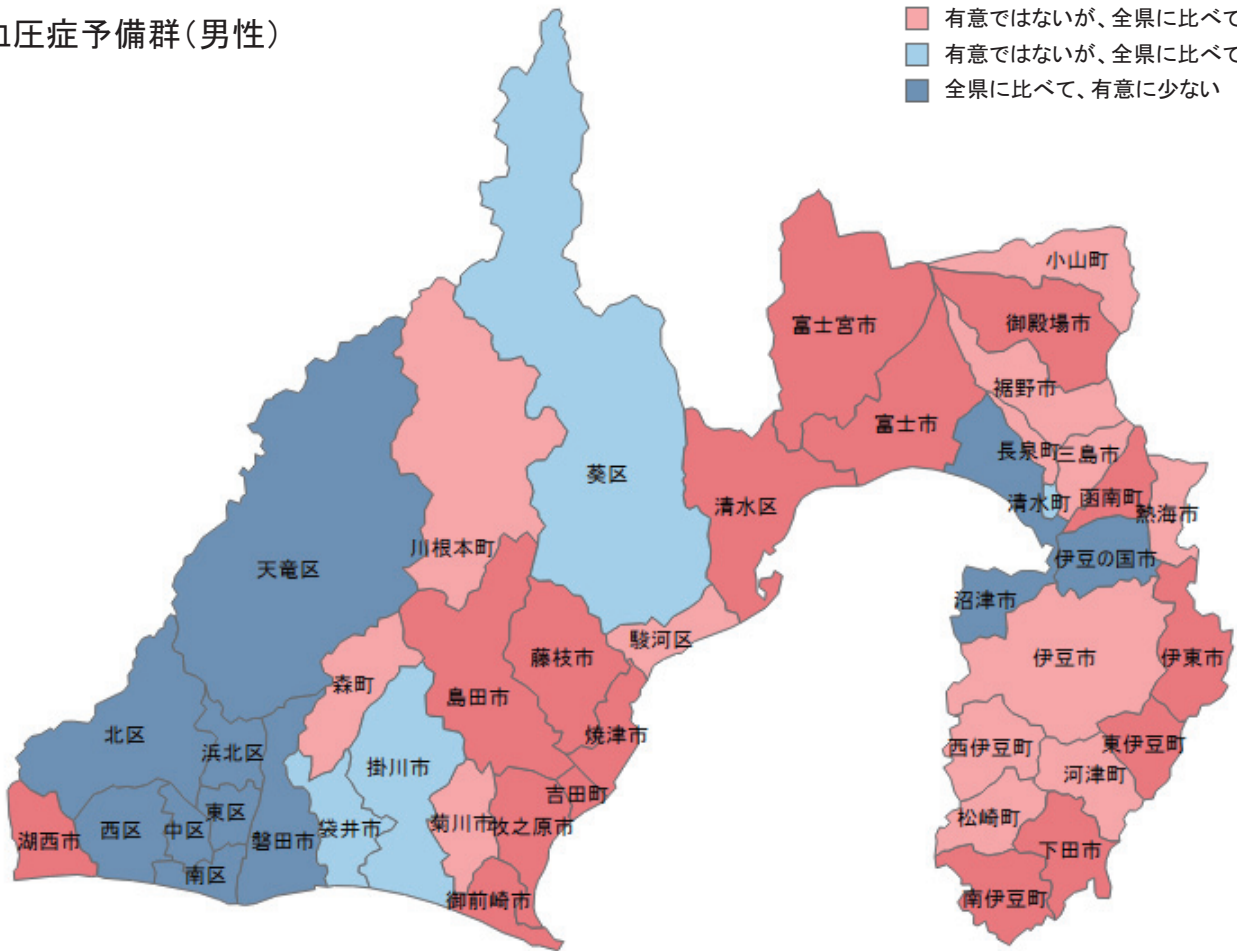 血圧症予備群(男性)
有意ではないが、全県に比べて
有意ではないが、全県に比べて
全県に比べて、有意に少ない
小山町
富士宮市
御殿場市
裾野市
富士市
長泉町
三島市
葵区
清水区
清水町
函南町
熱海市
川根本町
天竜区
伊豆の国市
沼津市
駿河区
藤枝市
伊豆市
伊東市
森町
島田市
北区
浜北区
焼津市
西伊豆町
東伊豆町
掛川市
河津町
吉田町
東区
湖西市
西区
中区
磐田市
袋井市
菊川市
牧之原市
松崎町
下田市
南区
御前崎市
南伊豆町